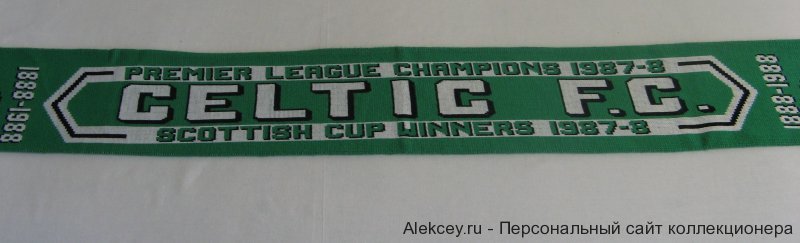 PREMIER LEAGUE CHAMPIONS 1987-8
1888-1988
CELTIC F.C.
1888-1988
SCOTTISH CUP WINNERS 1987-8
Alekcey.ru - Персональный сайт коллекционера